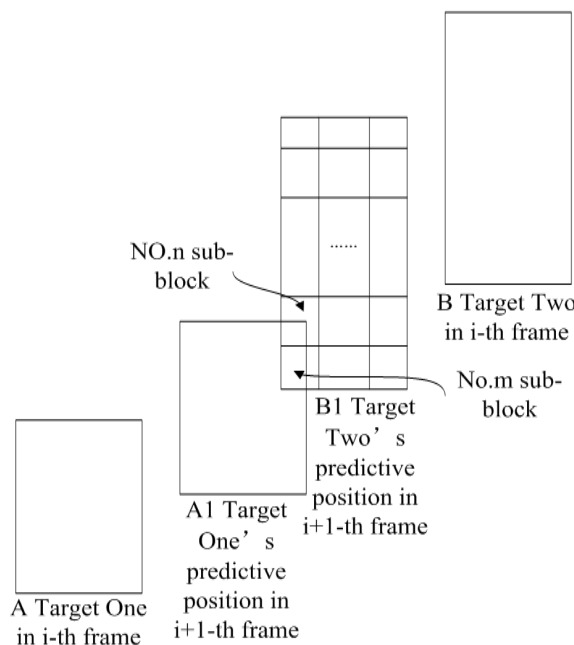 ......
NO.n sub-
block
B Target Two
in i-th frame
No.m sub-
block
B1 Target
Two’s
predictive
position in
i+1-th frame
A1 Target
One’s
predictive
position in
i+1-th frame
A Target One
in i-th frame